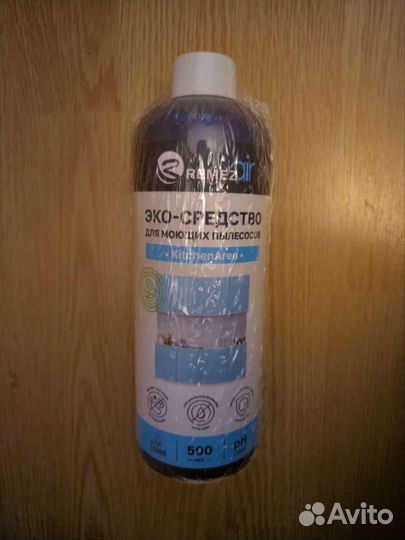 REMEZair
ЭКО-СРЕДСТВО
ДЛЯ МОЮЩИХ ПЫЛЕСОСОВ
• KitchenArea •
500 pH
мл
Avito